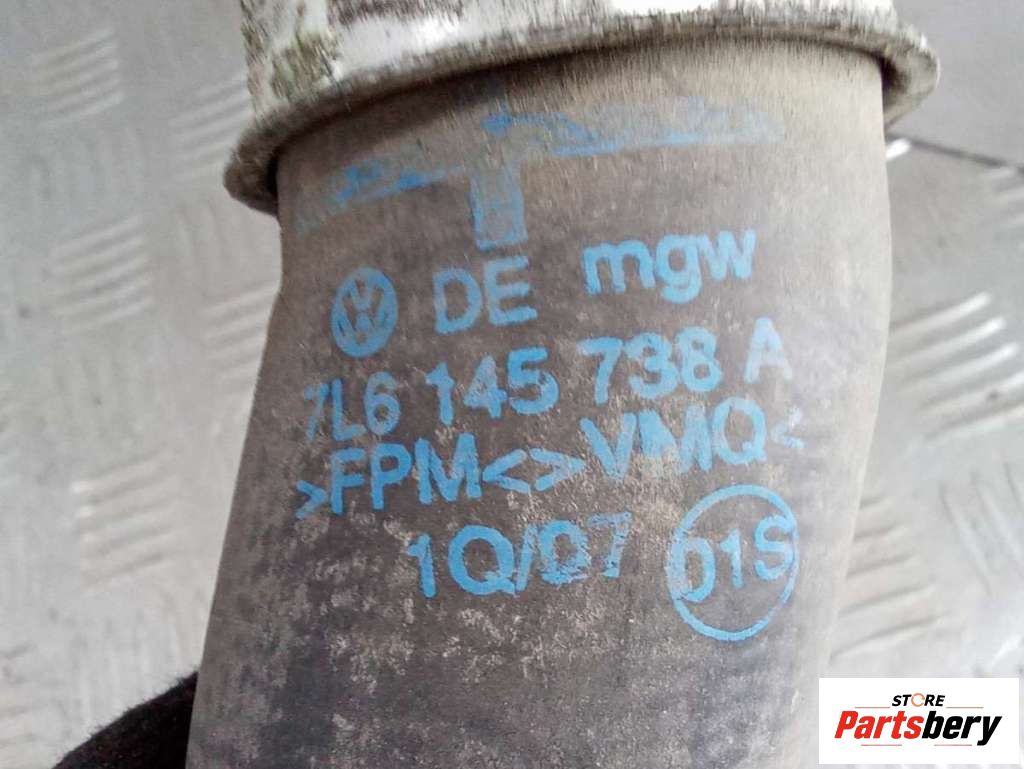 DE mgw
7L6 145 738 A
>FPM<>VMQ<
1Q/07 01S
STORE
Partsbery